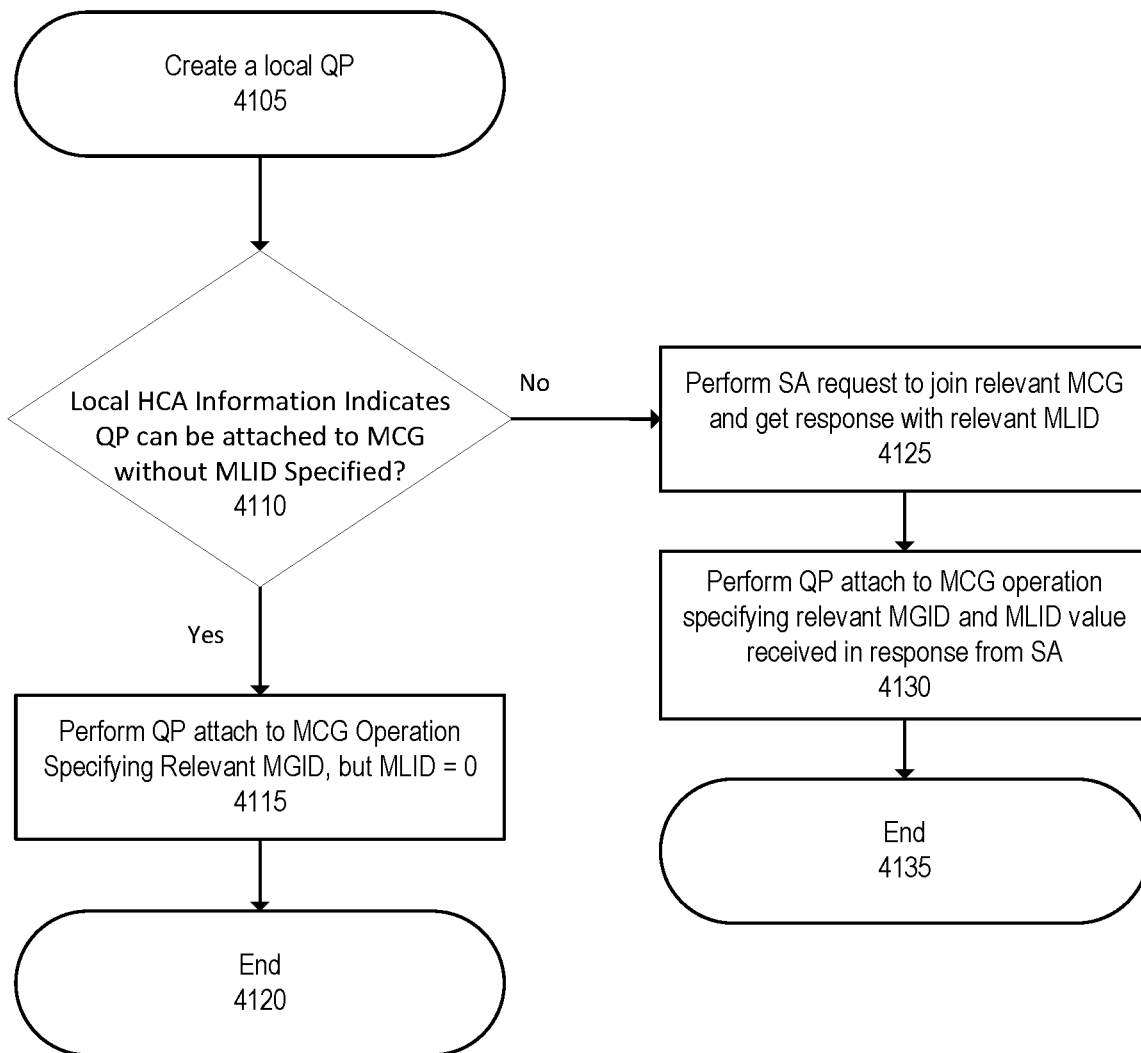 Create a local QP
4105
Local HCA Information Indicates
QP can be attached to MCG
without MLID Specified?
4110
No
Perform SA request to join relevant MCG
and get response with relevant MLID
4125
Perform QP attach to MCG operation
specifying relevant MGID and MLID value
received in response from SA
4130
End
4135
Yes
Perform QP attach to MCG Operation
Specifying Relevant MGID, but MLID = 0
4115
End
4120